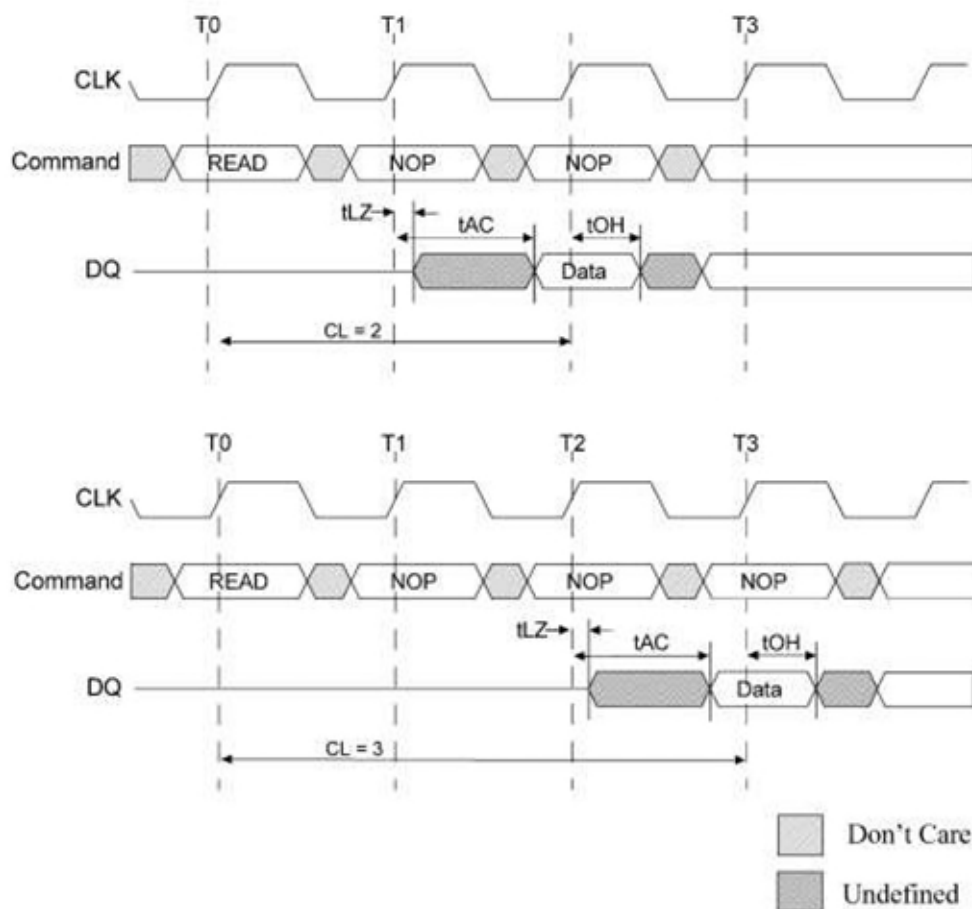 T0 T1 T3
CLK
Command READ NOP NOP
tLZ tAC tOH
DQ Data
CL = 2
T0 T1 T2 T3
CLK
Command READ NOP NOP NOP
tLZ tAC tOH
DQ Data
CL = 3
Don't Care
Undefined